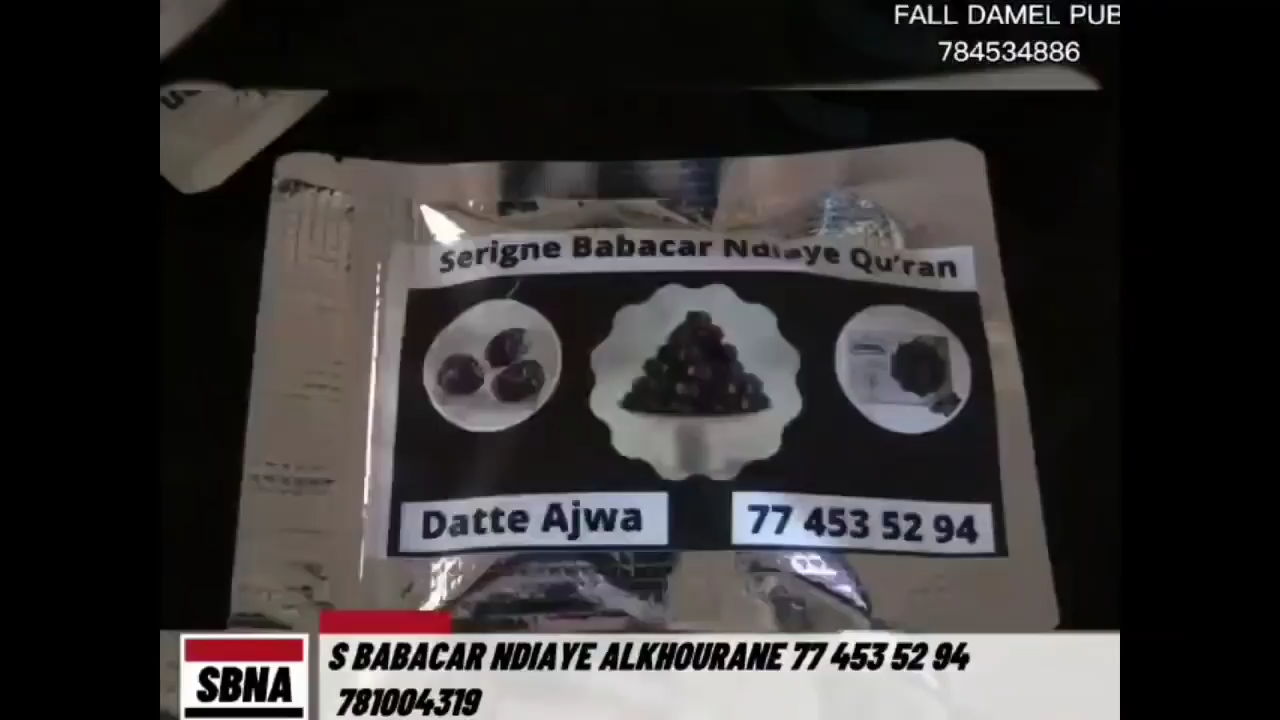 FALL DAMEL PUB
784534886
Serigne Babacar Ndiaye Qu'ran
Datte Ajwa
77 453 52 94
SBNA
S BABACAR NDIAYE ALKHOURANE 77 453 52 94
781004319